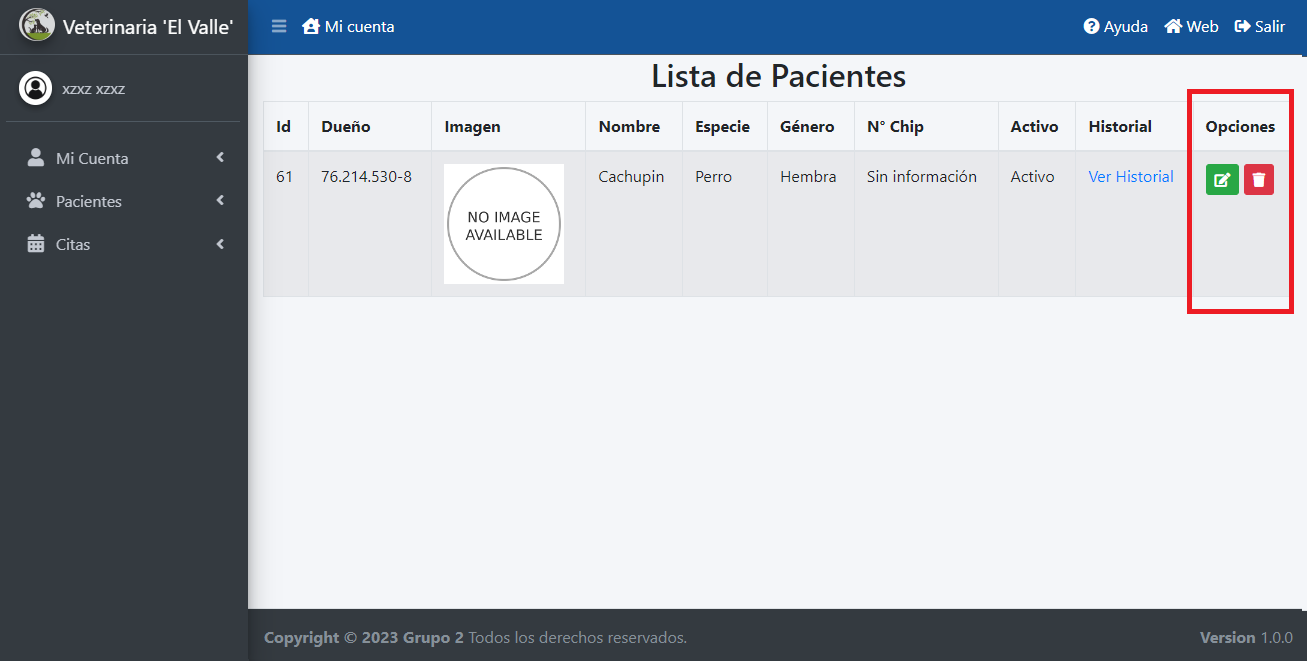 Veterinaria 'El Valle'
Mi cuenta
Ayuda
Web
Salir
xzxz xzxz
Mi Cuenta
Pacientes
Citas
Lista de Pacientes
Id Dueño Imagen Nombre Especie Género N° Chip Activo Historial Opciones
61 76.214.530-8 Cachupin Perro Hembra Sin información Activo Ver Historial
NO IMAGE
AVAILABLE
Copyright © 2023 Grupo 2 Todos los derechos reservados.
Version 1.0.0